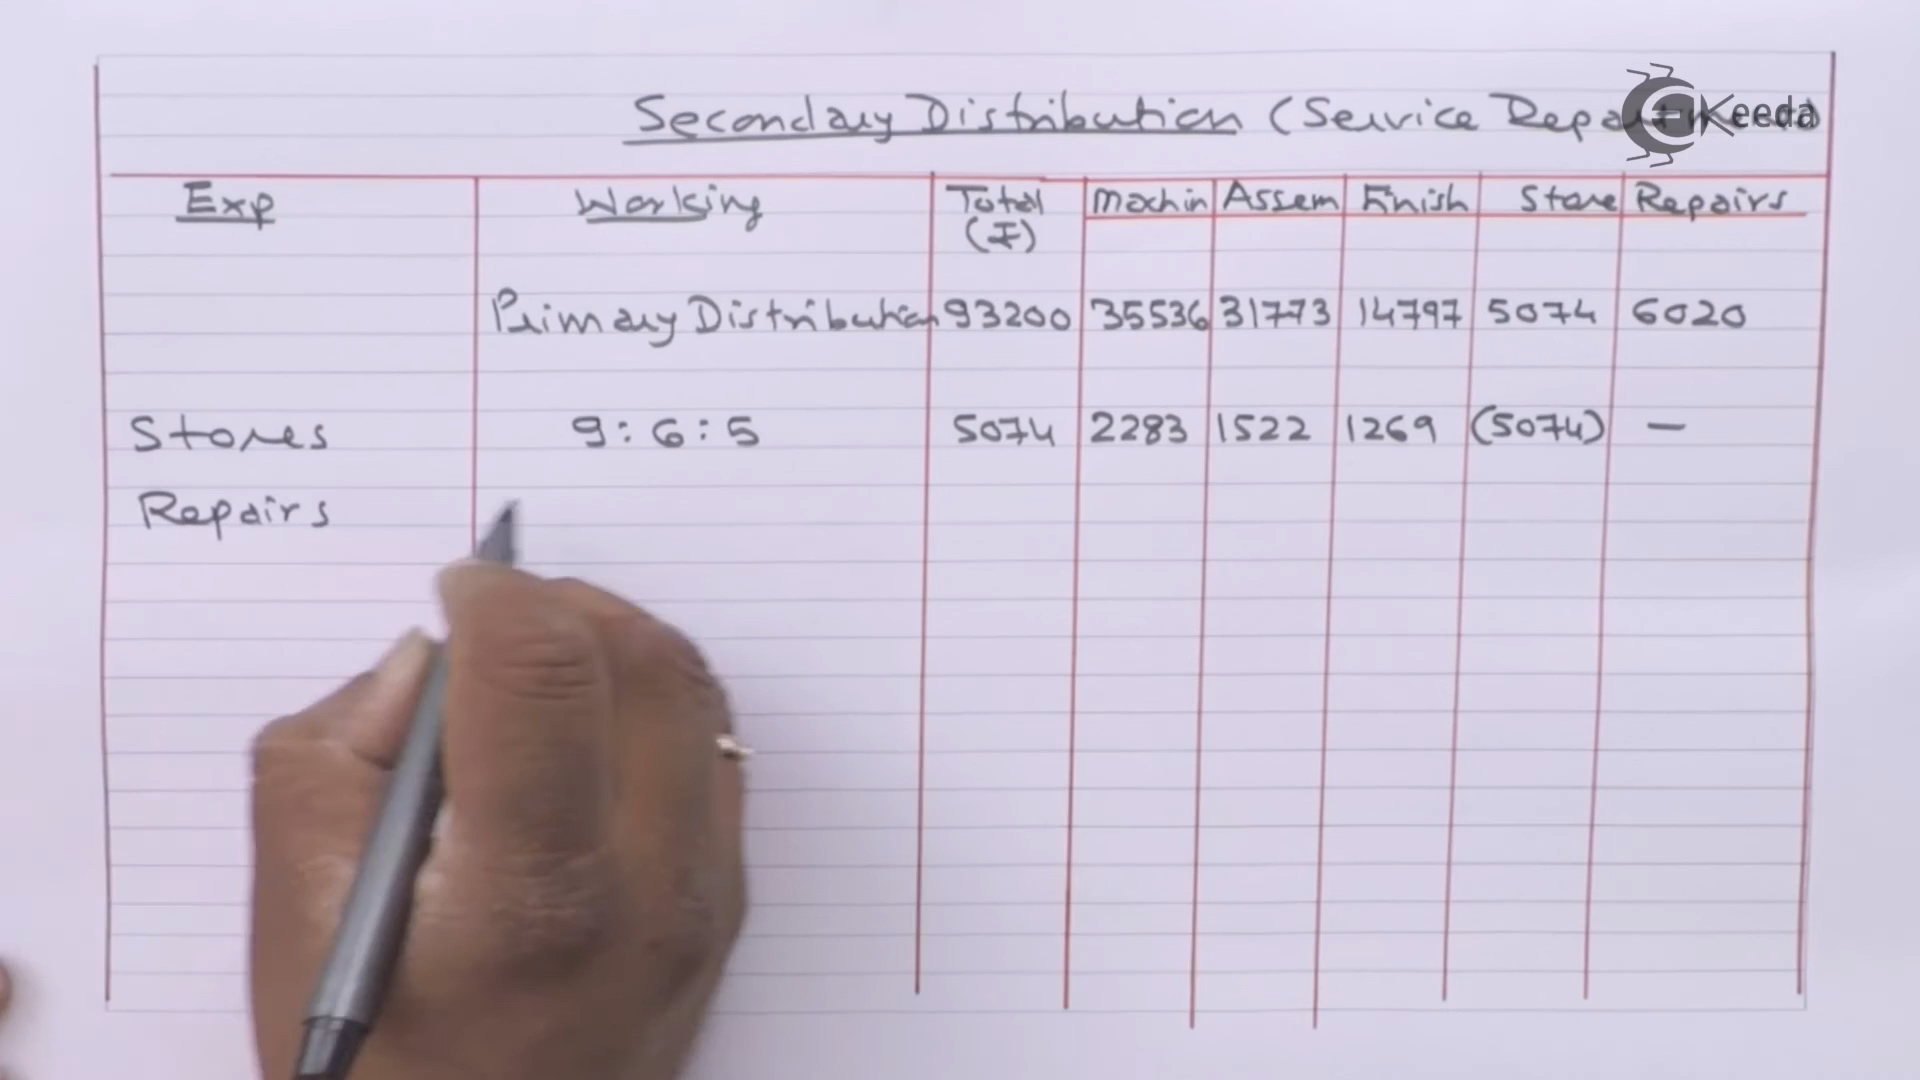 Secondary Distribution (Service
Keeda
Exp Working Total Machin Assem Finish Store Repairs
(₹)
Primary Distribution 93200 35536 31773 14797 5074 6020
Stores 9:6:5 5074 2283 1522 1269 (5074) —
Repairs